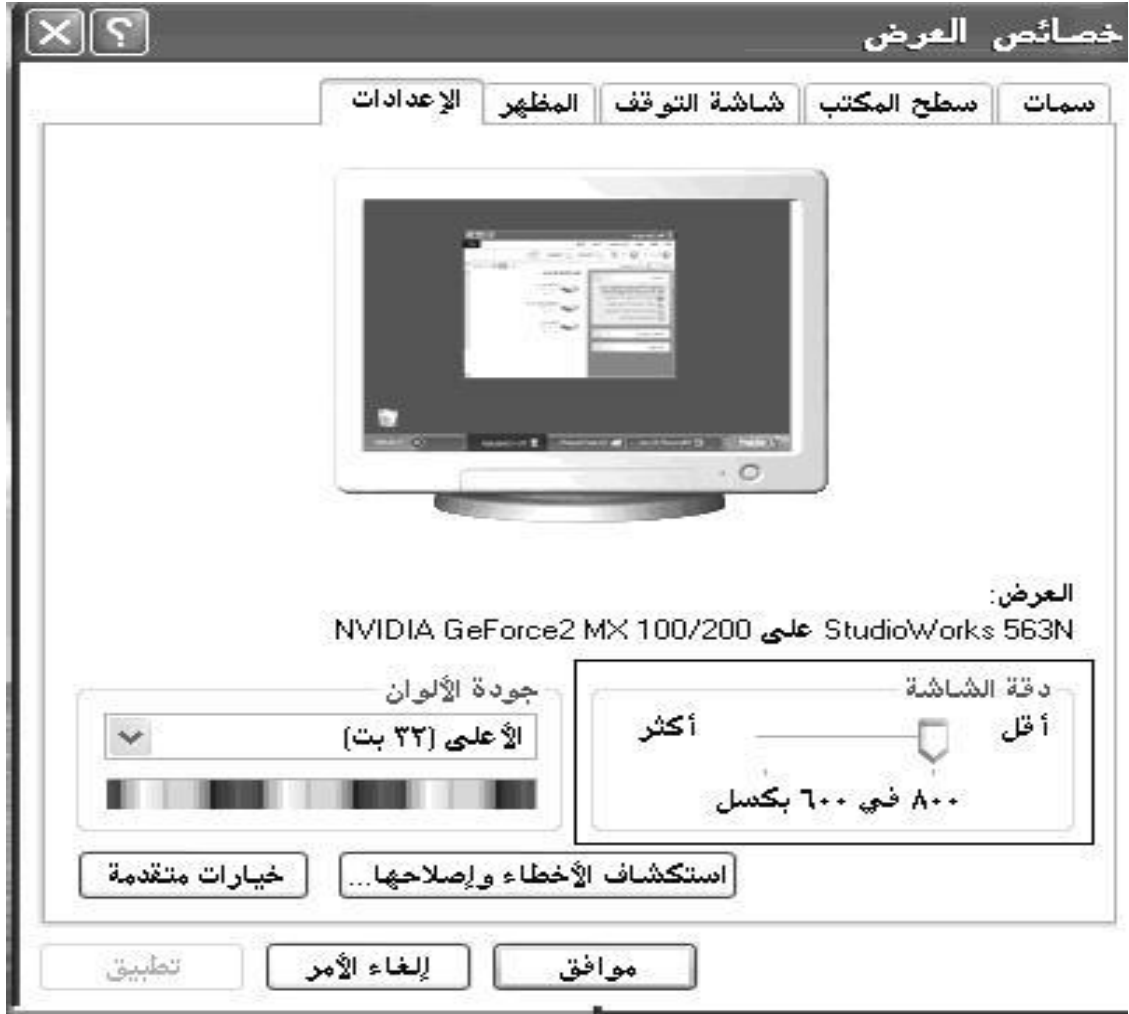 خصائص العرض
سمات سطح المكتب شاشة التوقف المظهر الإعدادات
العرض:
StudioWorks 563N على NVIDIA GeForce2 MX 100/200
دقة الشاشة
أقل أكثر
٨٠٠ في ٦٠٠ بكسل
جودة الألوان
الأعلى (٣٢ بت)
استكشاف الأخطاء وإصلاحها... خيارات متقدمة
موافق إلغاء الأمر تطبيق